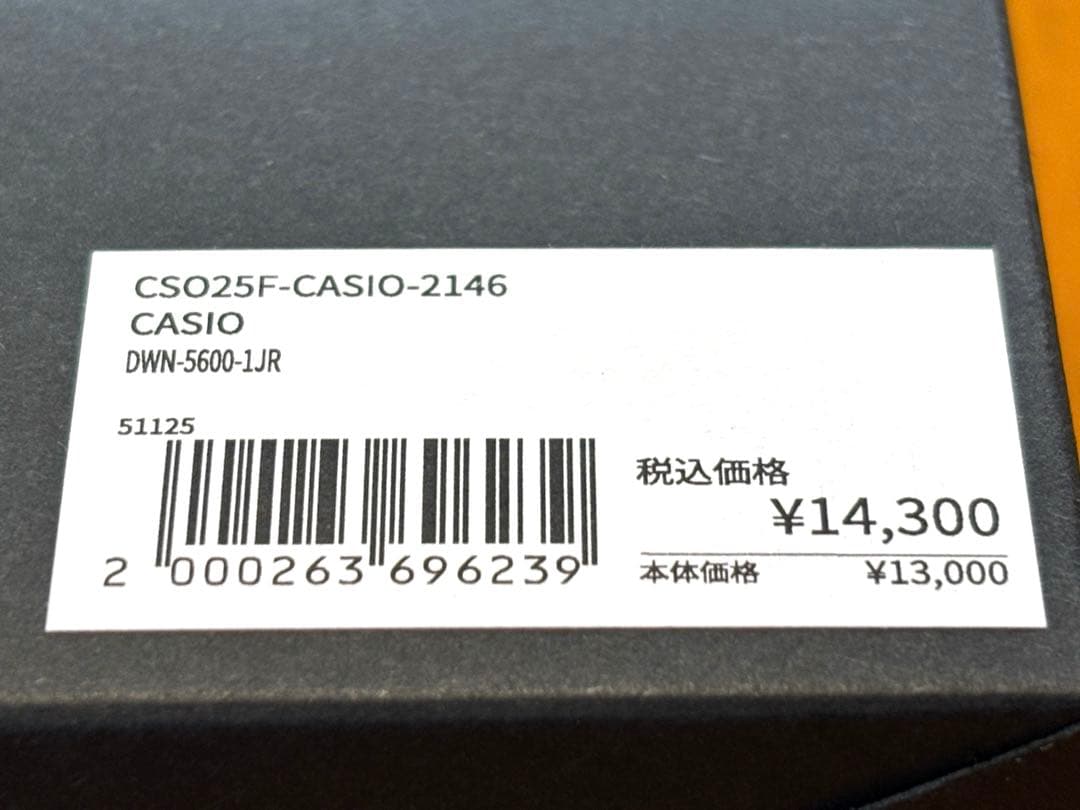 CSO25F-CASIO-2146
CASIO
DWN-5600-1JR
51125
2 000263 696239
税込価格
¥14,300
本体価格 ¥13,000